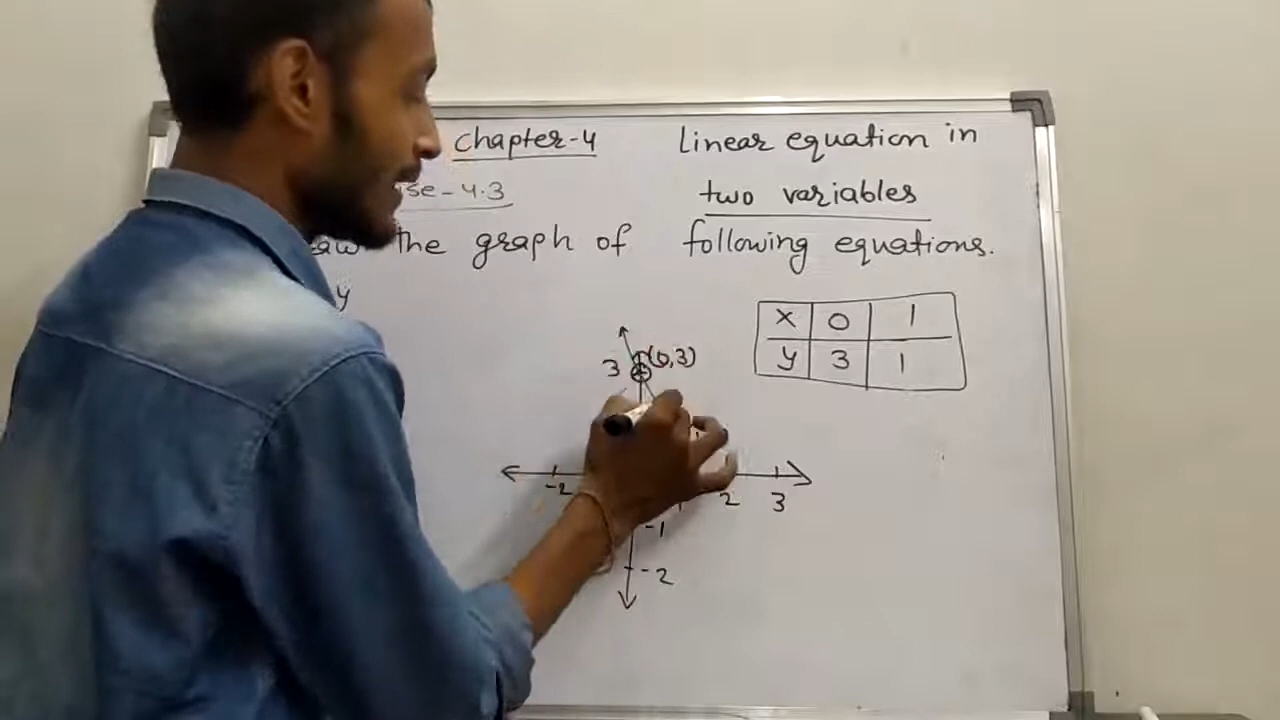 Chapter-4 Linear equation in
se-4.3 two variables
aw the graph of following equations.
y
x 0 1
y 3 1
3 (0,3)
-2 2 3
-1
-2